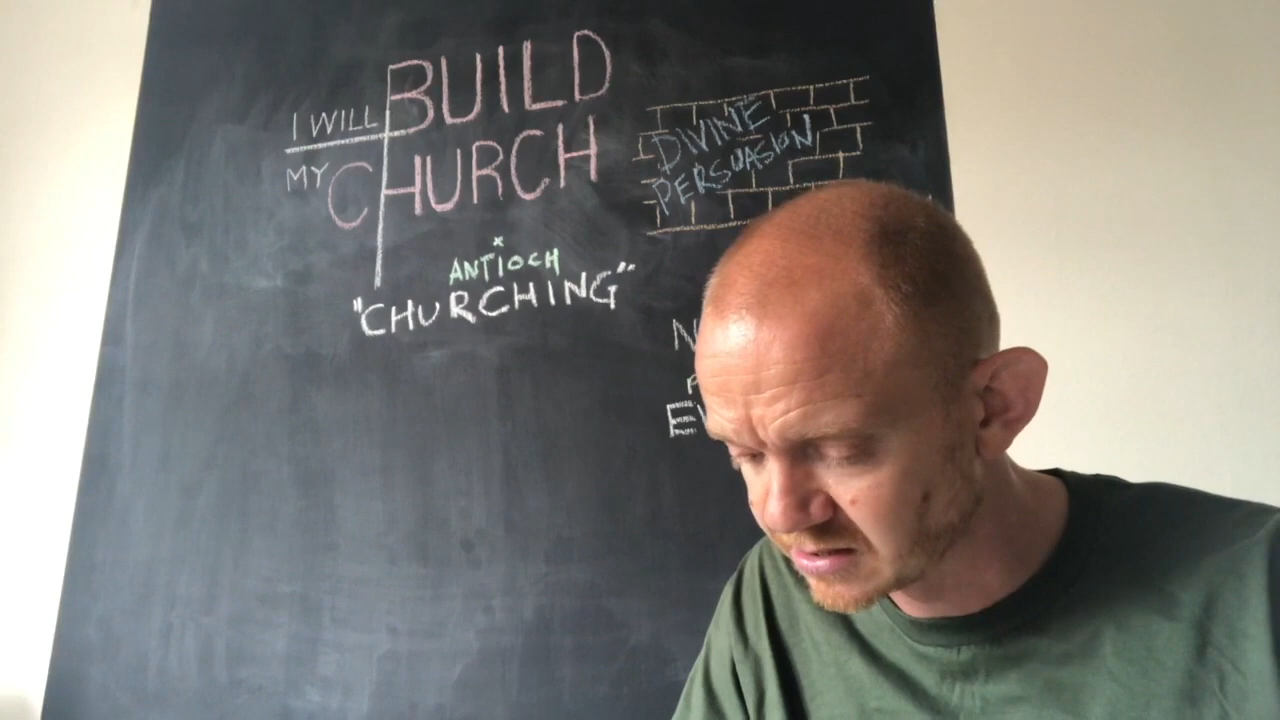 I WILL BUILD
MY CHURCH
DIVINE
PERSUASION
ANTIOCH
"CHURCHING"